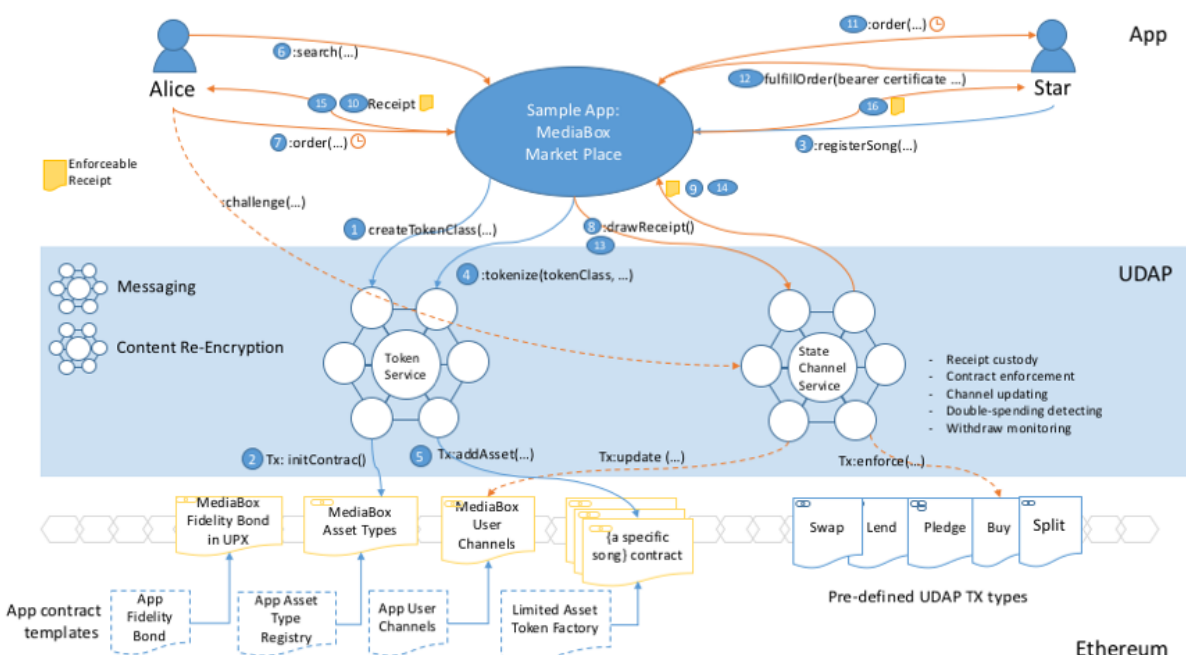 11 :order(...)
App
6 :search(...)
12 fulfillOrder(bearer certificate ...)
Alice
Star
15 10 Receipt
Sample App:
MediaBox
Market Place
16
7 :order(...)
3 :registerSong(...)
Enforceable
Receipt
9 14
:challenge(...)
1 createTokenClass(...)
8 :drawReceipt()
13
4 :tokenize(tokenClass, ...)
UDAP
Messaging
Content Re-Encryption
Token
Service
State
Channel
Service
- Receipt custody
- Contract enforcement
- Channel updating
- Double-spending detecting
- Withdraw monitoring
2 Tx: initContrac()
5 Tx:addAsset(...)
Tx:update (...)
Tx:enforce(...)
MediaBox
Fidelity Bond
in UPX
MediaBox
Asset Types
MediaBox
User
Channels
{a specific
song} contract
Swap
Lend
Pledge
Buy
Split
Pre-defined UDAP TX types
App contract
templates
App
Fidelity
Bond
App Asset
Type
Registry
App User
Channels
Limited Asset
Token Factory
Ethereum